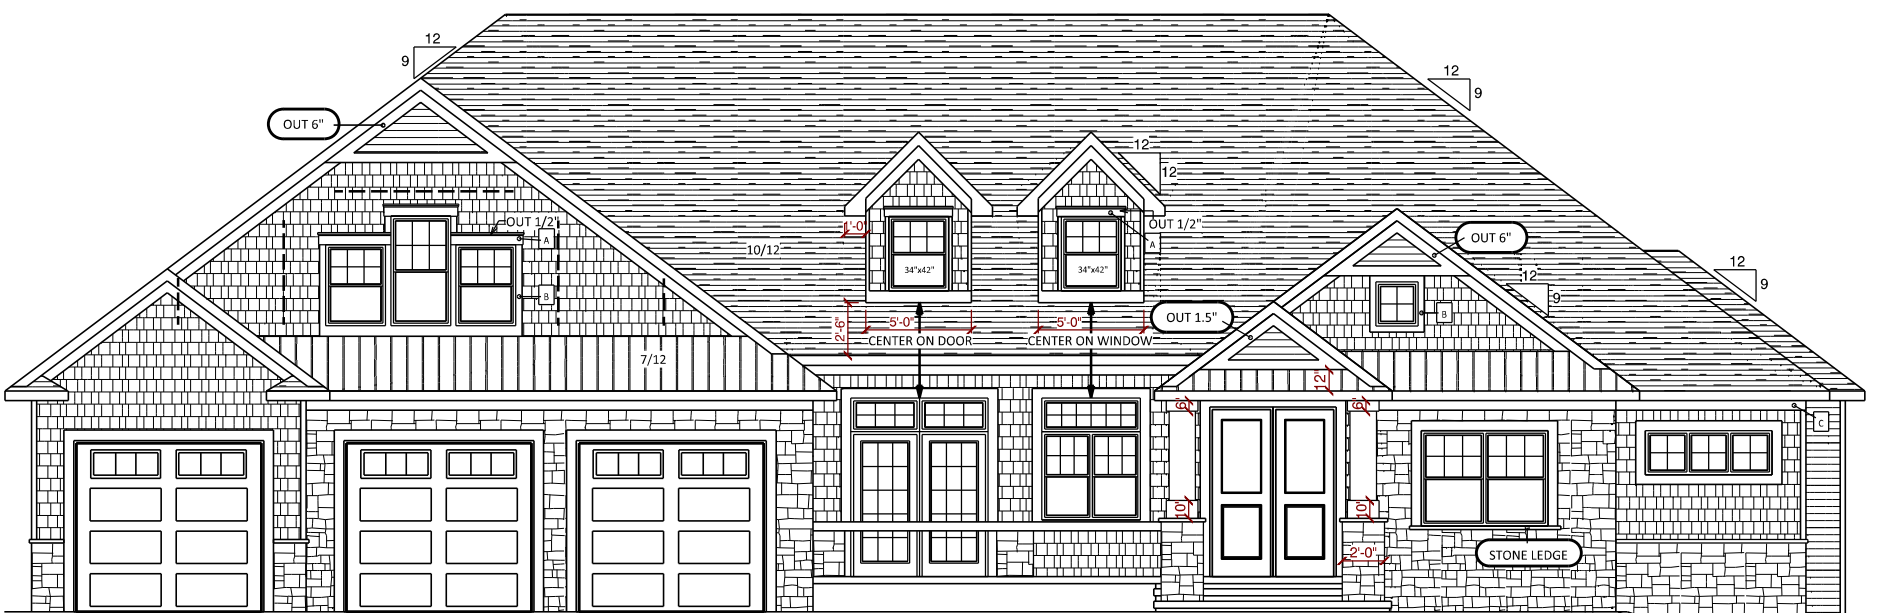 12
9
12
9
OUT 6"
12
12
OUT 1/2"
A
1'-0"
OUT 1/2"
A
OUT 6"
10/12
34"x42"
34"x42"
12
9
12
9
B
B
2'-6"
5'-0"
5'-0"
OUT 1.5"
CENTER ON DOOR
CENTER ON WINDOW
7/12
12"
6"
6"
C
10"
10"
2'-0"
STONE LEDGE